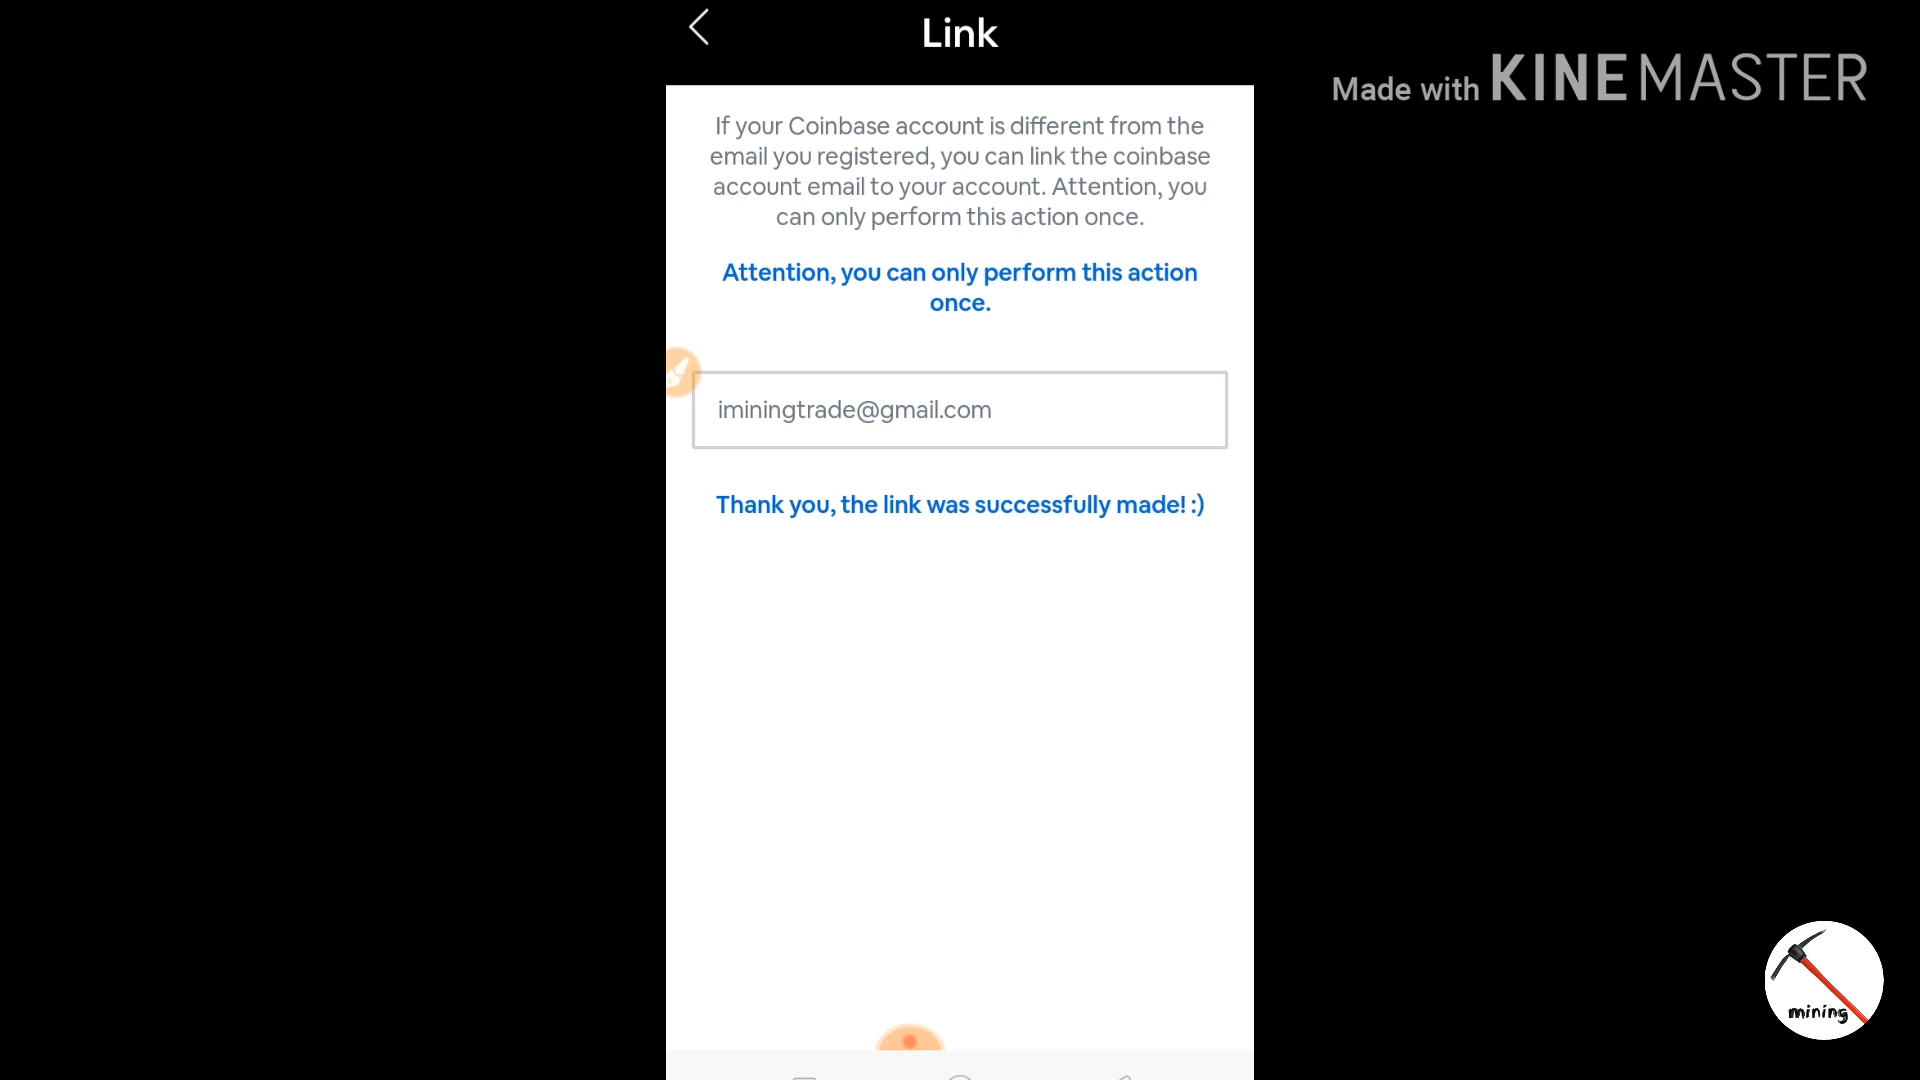 Link
Made with KINEMASTER
If your Coinbase account is different from the
email you registered, you can link the coinbase
account email to your account. Attention, you
can only perform this action once.
Attention, you can only perform this action
once.
iminingtrade@gmail.com
Thank you, the link was successfully made! :)
mining